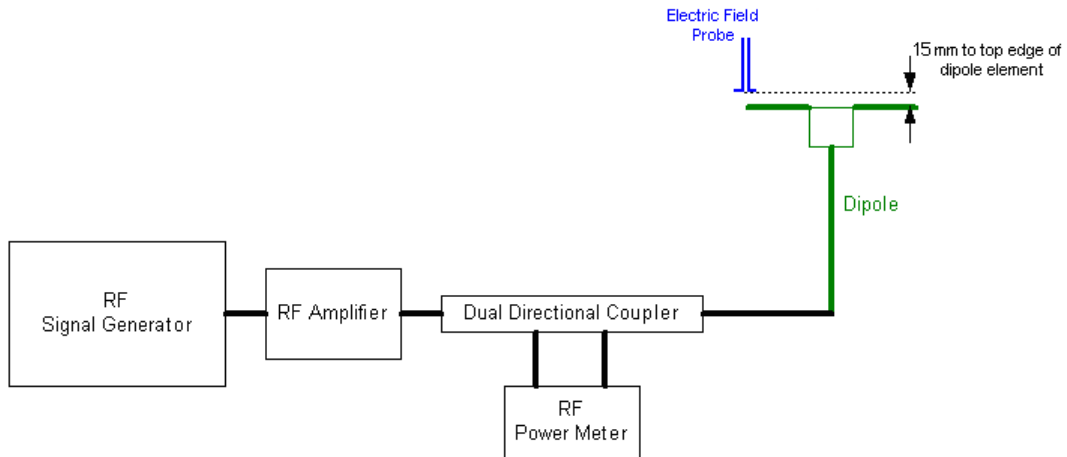 Electric Field
Probe
15 mm to top edge of
dipole element
Dipole
RF
Signal Generator
RF Amplifier
Dual Directional Coupler
RF
Power Meter